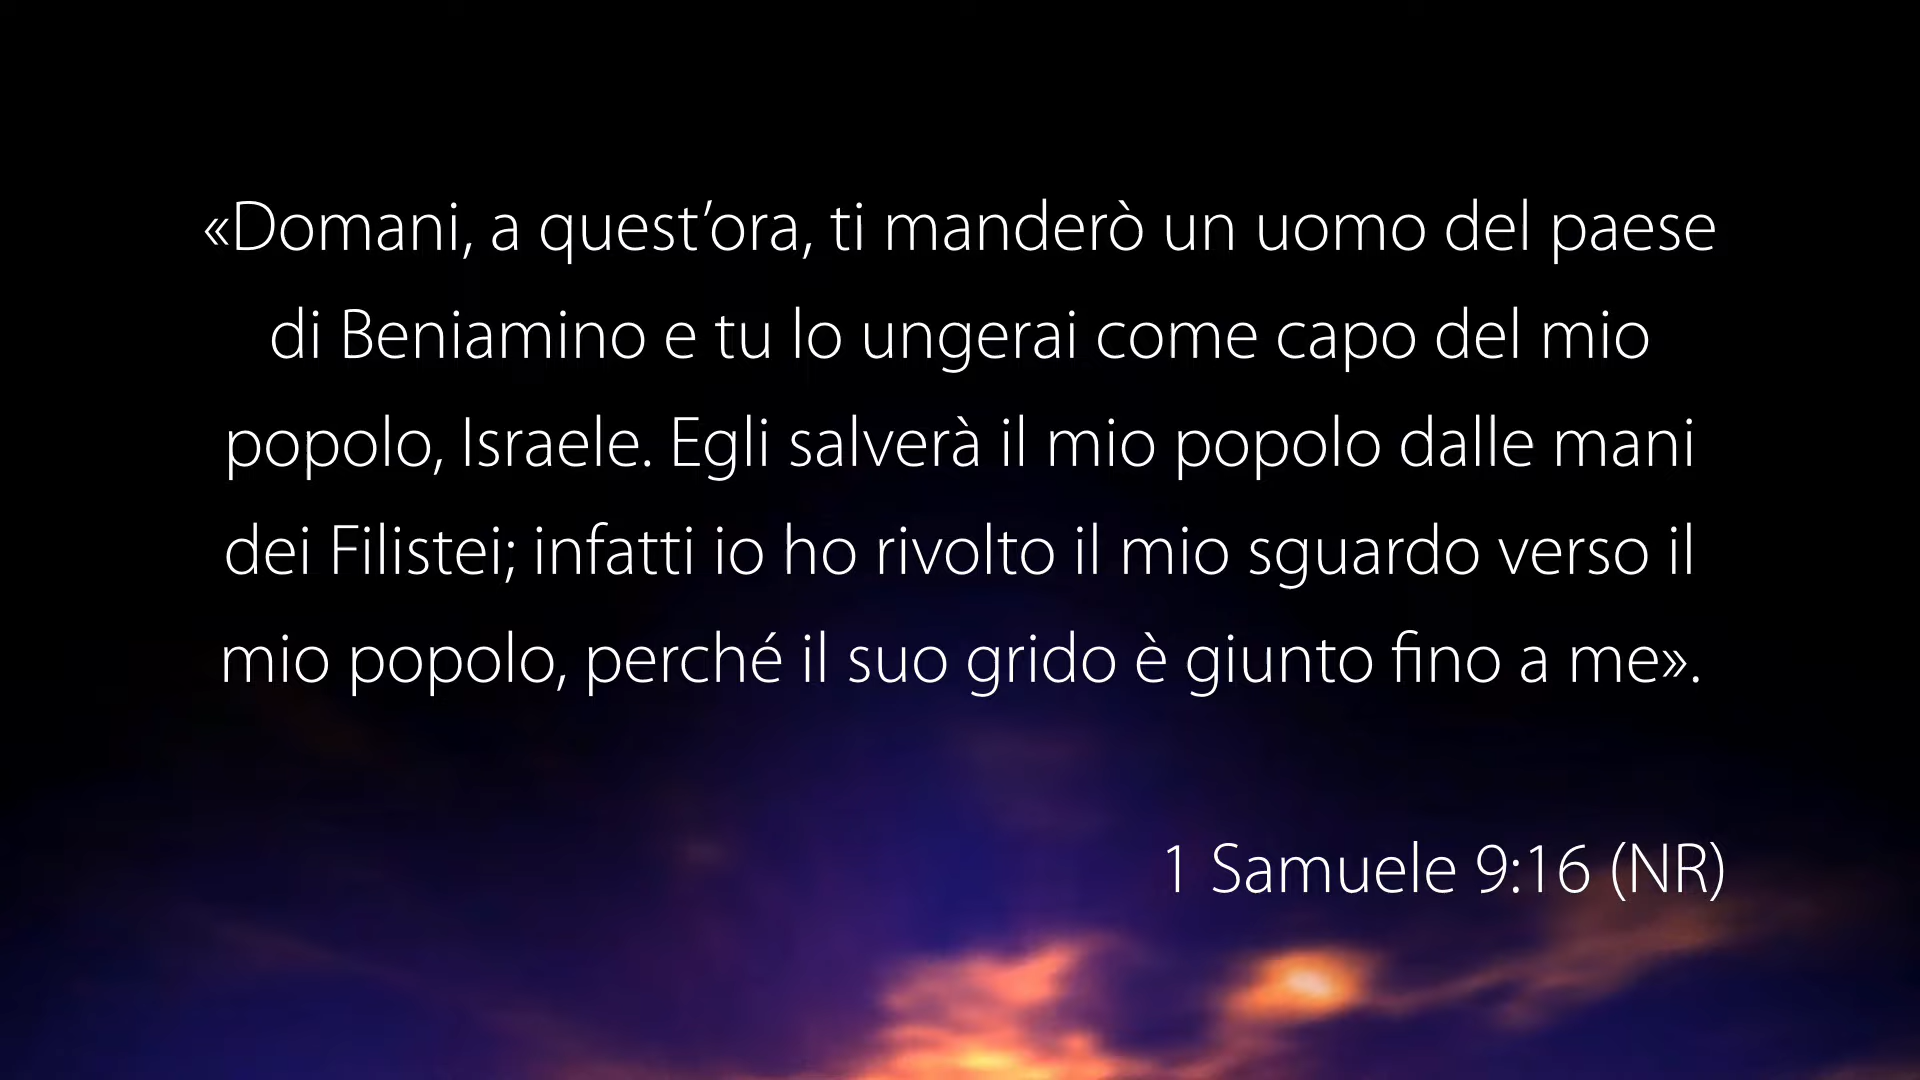 «Domani, a quest’ora, ti manderò un uomo del paese
di Beniamino e tu lo ungerai come capo del mio
popolo, Israele. Egli salverà il mio popolo dalle mani
dei Filistei; infatti io ho rivolto il mio sguardo verso il
mio popolo, perché il suo grido è giunto fino a me».
1 Samuele 9:16 (NR)